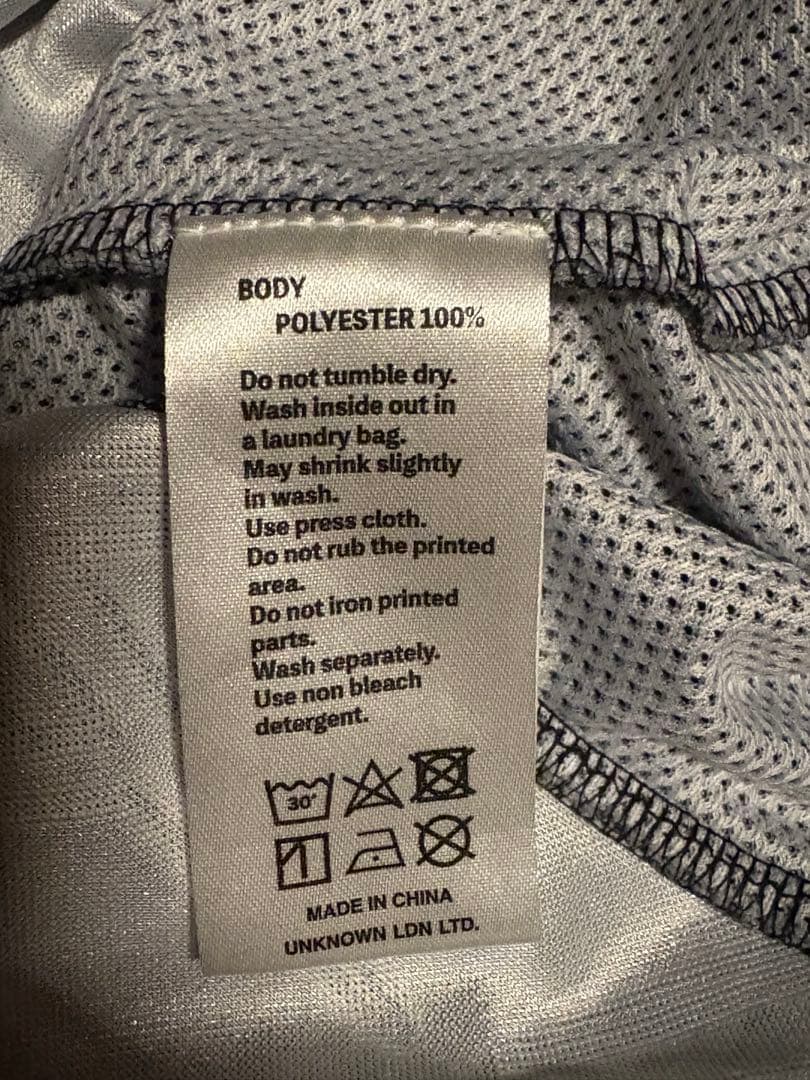 BODY
POLYESTER 100%
Do not tumble dry.
Wash inside out in
a laundry bag.
May shrink slightly
in wash.
Use press cloth.
Do not rub the printed
area.
Do not iron printed
parts.
Wash separately.
Use non bleach
detergent.
30°
MADE IN CHINA
UNKNOWN LDN LTD.